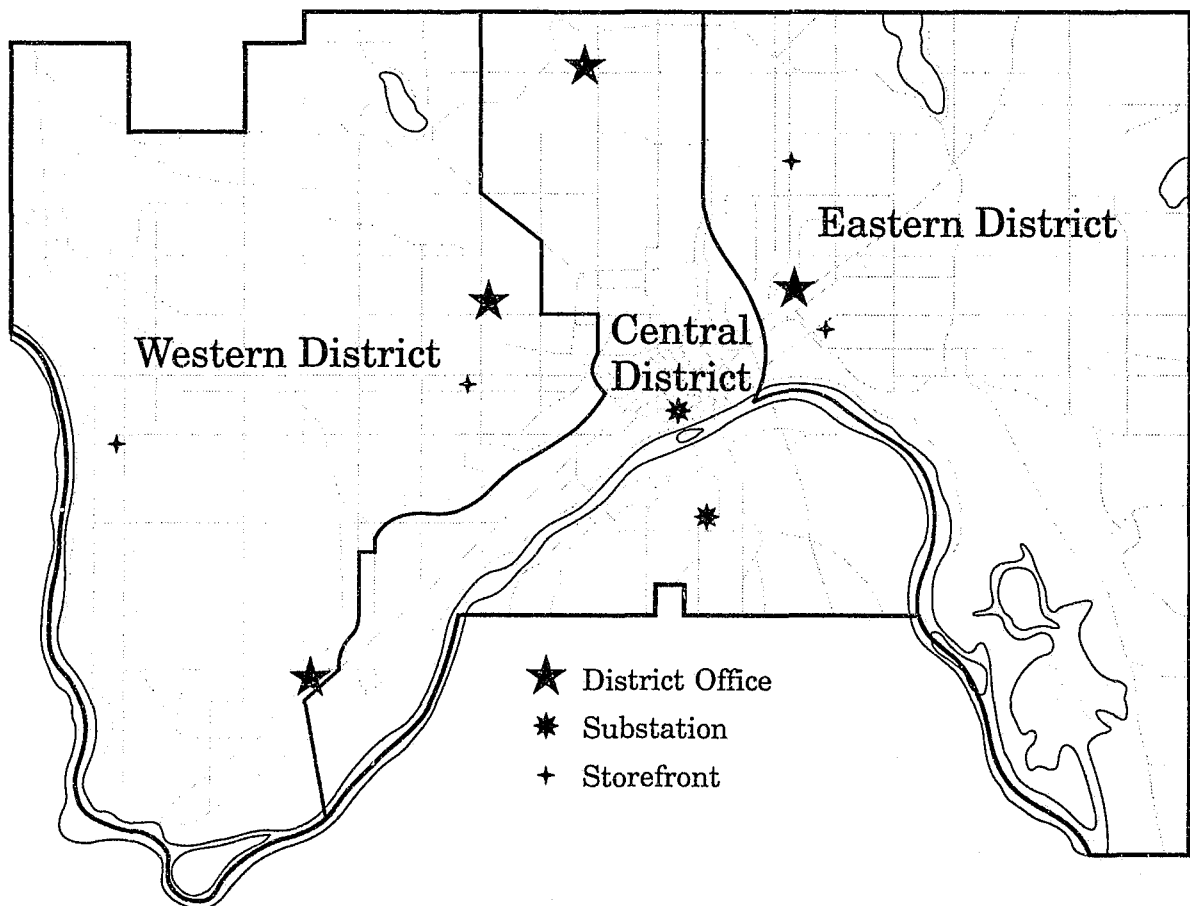 Eastern District
Central
District
Western District
District Office
Substation
Storefront